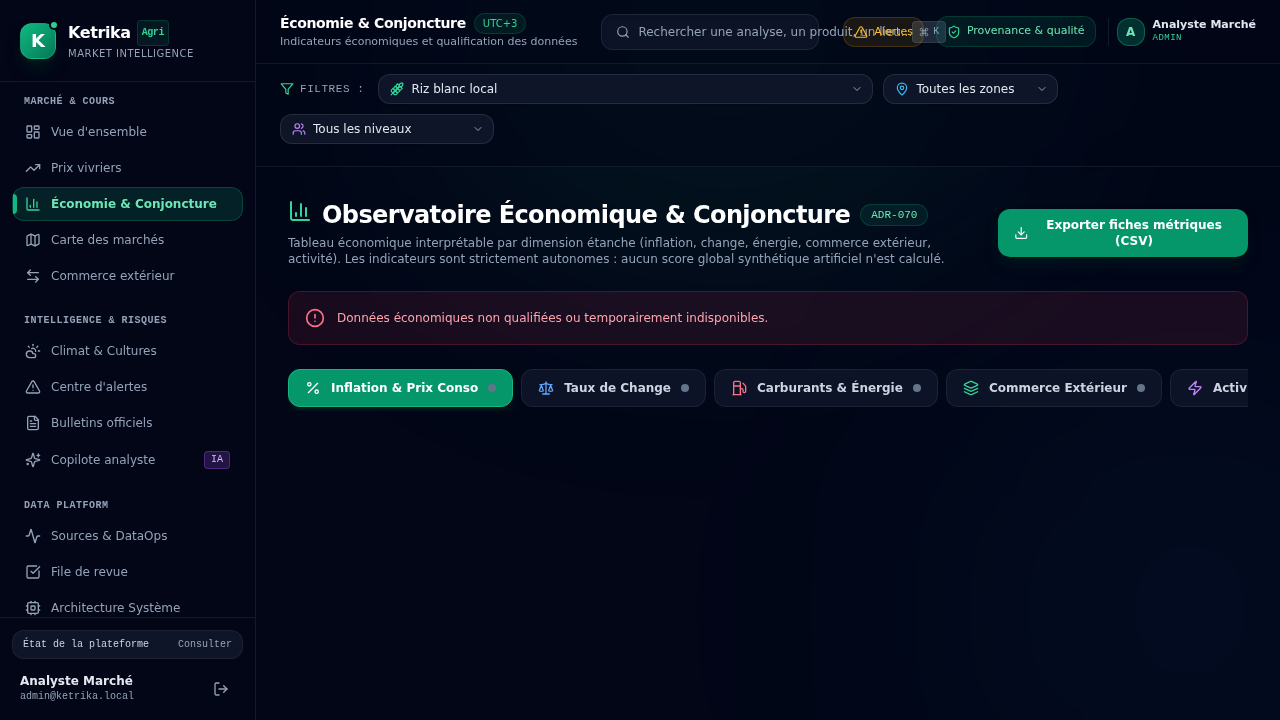 K
Ketrika Agri
MARKET INTELLIGENCE
MARCHÉ & COURS
Vue d'ensemble
Prix vivriers
Économie & Conjoncture
Carte des marchés
Commerce extérieur
INTELLIGENCE & RISQUES
Climat & Cultures
Centre d'alertes
Bulletins officiels
Copilote analyste IA
DATA PLATFORM
Sources & DataOps
File de revue
Architecture Système
État de la plateforme Consulter
Analyste Marché
admin@ketrika.local
Économie & Conjoncture UTC+3
Indicateurs économiques et qualification des données
Rechercher une analyse, un produit, un lieu...
⌘ K
Alertes
Provenance & qualité
A
Analyste Marché
ADMIN
FILTRES :
Riz blanc local
Toutes les zones
Tous les niveaux
Observatoire Économique & Conjoncture ADR-070
Tableau économique interprétable par dimension étanche (inflation, change, énergie, commerce extérieur,
activité). Les indicateurs sont strictement autonomes : aucun score global synthétique artificiel n'est calculé.
Exporter fiches métriques
(CSV)
Données économiques non qualifiées ou temporairement indisponibles.
Inflation & Prix Conso
Taux de Change
Carburants & Énergie
Commerce Extérieur
Activ